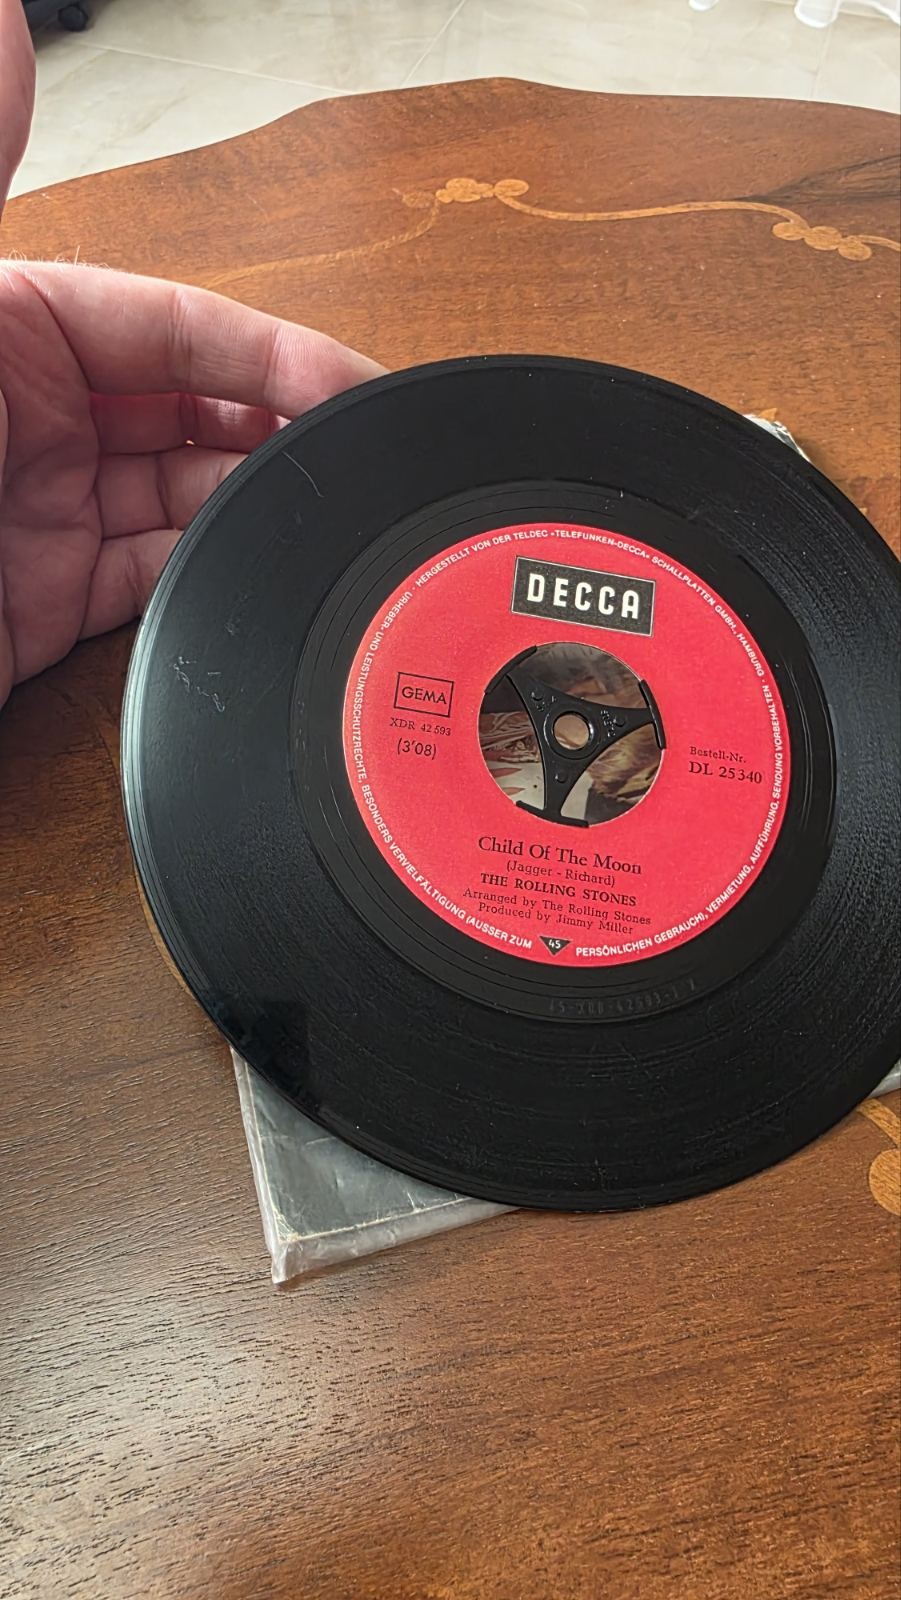 HERGESTELLT VON DER TELDEC »TELEFUNKEN-DECCA« SCHALLPLATTEN GMBH., HAMBURG ·
URHEBER- UND LEISTUNGSSCHUTZRECHTE, BESONDERS VERVIELFÄLTIGUNG (AUSSER ZUM
PERSÖNLICHEN GEBRAUCH), VERMIETUNG, AUFFÜHRUNG, SENDUNG VORBEHALTEN ·
DECCA
GEMA
XDR 42 593
(3'08)
Bestell-Nr.
DL 25340
Child Of The Moon
(Jagger - Richard)
THE ROLLING STONES
Arranged by The Rolling Stones
Produced by Jimmy Miller
45